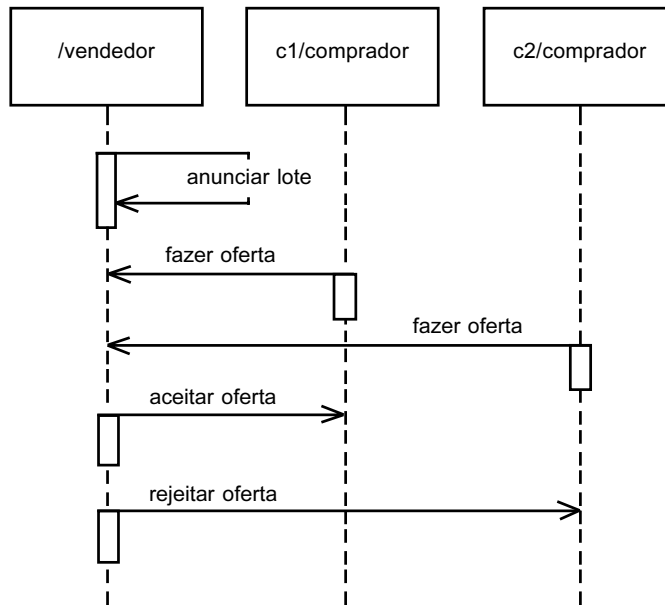 /vendedor
c1/comprador
c2/comprador
anunciar lote
fazer oferta
fazer oferta
aceitar oferta
rejeitar oferta